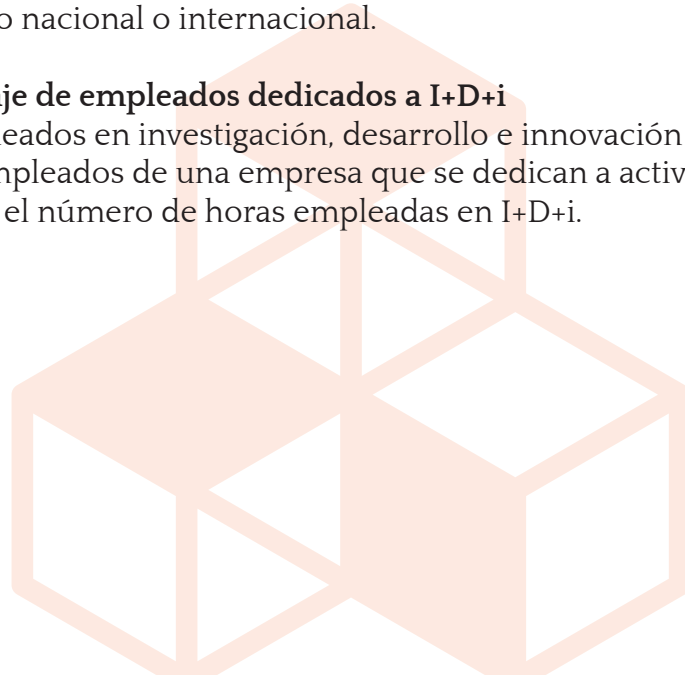 o nacional o internacional.
je de empleados dedicados a I+D+i
eados en investigación, desarrollo e innovación
mpleados de una empresa que se dedican a activ
el número de horas empleadas en I+D+i.